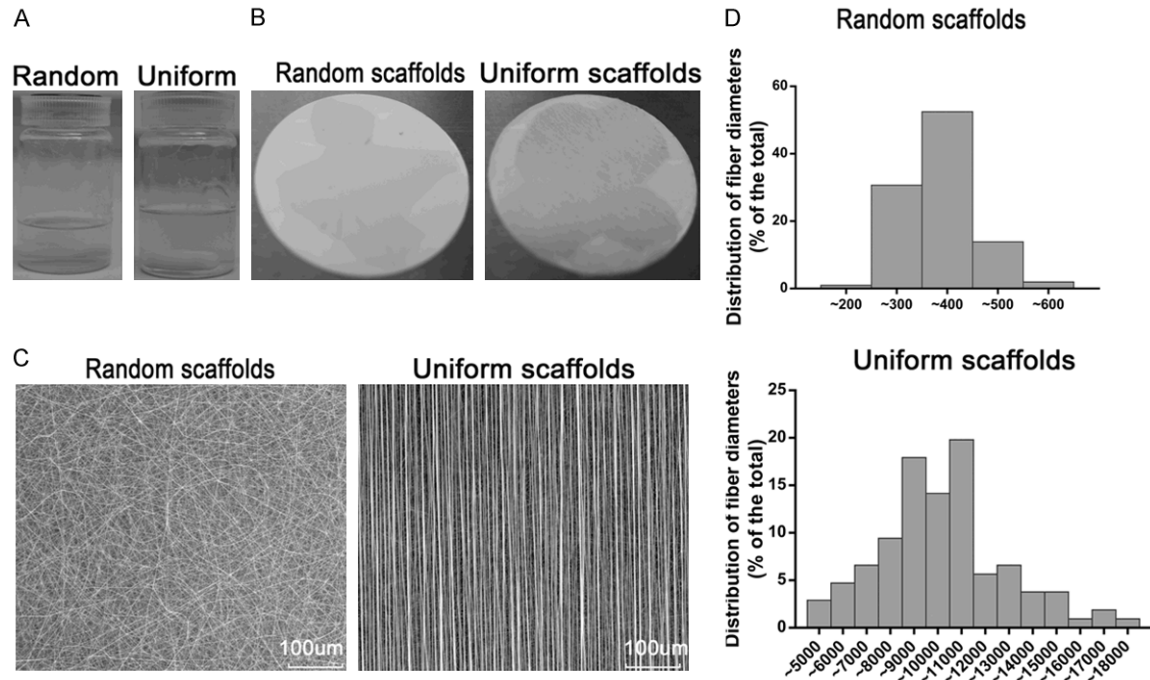 A
B
D
Random
Uniform
Random scaffolds
Uniform scaffolds
C
Random scaffolds
100um
Uniform scaffolds
100um
Random scaffolds
Distribution of fiber diameters
(% of the total)
60
40
20
0
~200
~300
~400
~500
~600
Uniform scaffolds
Distribution of fiber diameters
(% of the total)
25
20
15
10
5
0
~5000
~6000
~7000
~8000
~9000
~10000
~11000
~12000
~13000
~14000
~15000
~16000
~17000
~18000